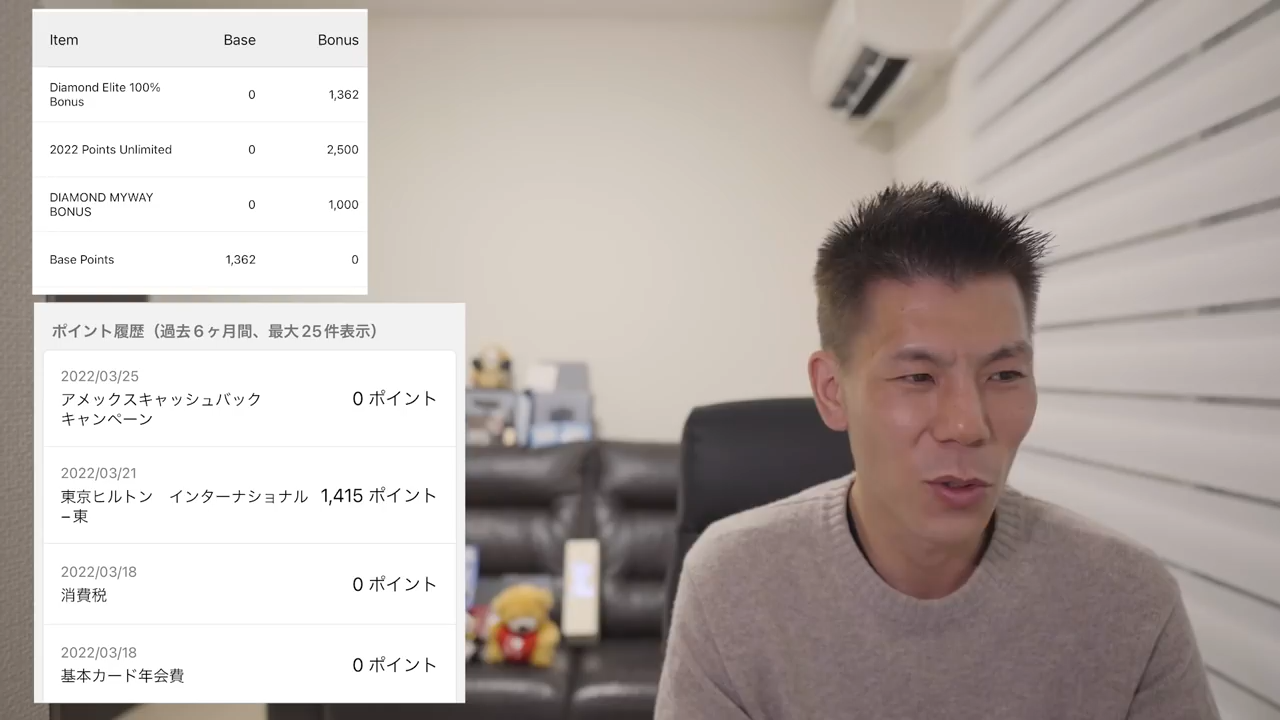 Item Base Bonus
Diamond Elite 100% Bonus 0 1,362
2022 Points Unlimited 0 2,500
DIAMOND MYWAY BONUS 0 1,000
Base Points 1,362 0
ポイント履歴（過去6ヶ月間、最大25件表示）
2022/03/25
アメックスキャッシュバック 0 ポイント
キャンペーン
2022/03/21
東京ヒルトン　インターナショナル 1,415 ポイント
−東
2022/03/18
消費税 0 ポイント
2022/03/18
基本カード年会費 0 ポイント